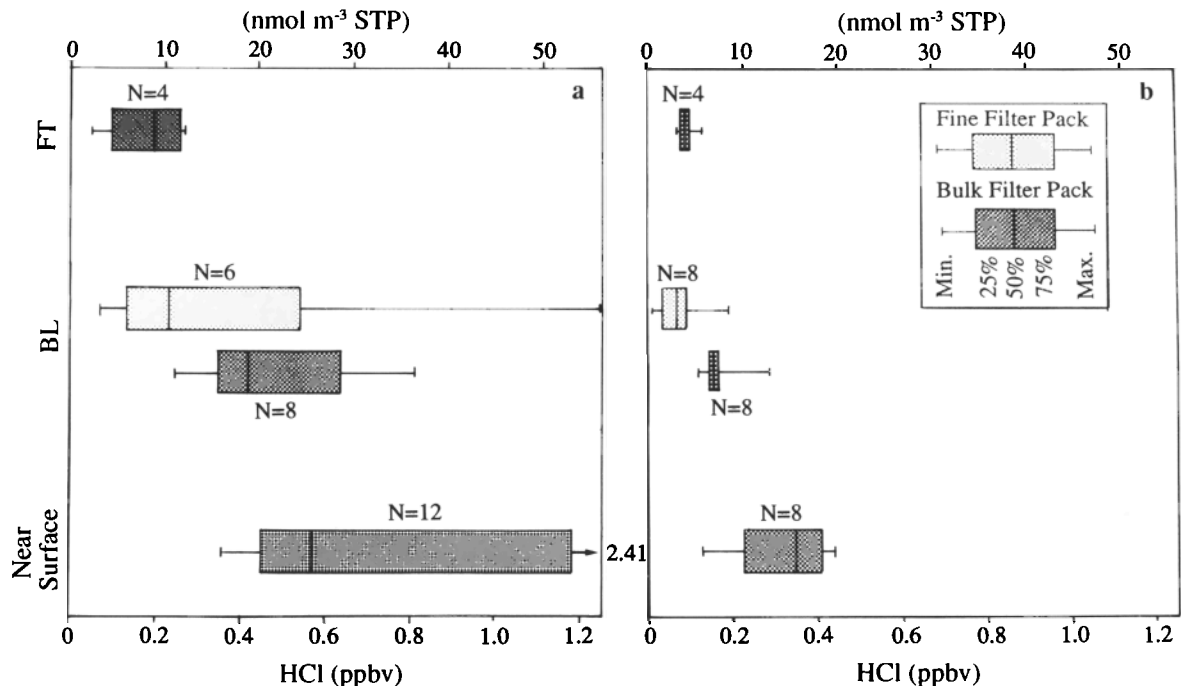 (nmol m⁻³ STP)
0 10 20 30 40 50
a
N=4
FT
N=6
BL
N=8
N=12
Near
Surface
2.41
0 0.2 0.4 0.6 0.8 1.0 1.2
HCl (ppbv)
(nmol m⁻³ STP)
0 10 20 30 40 50
b
N=4
Fine Filter Pack
Bulk Filter Pack
Min.
25%
50%
75%
Max.
N=8
N=8
N=8
0 0.2 0.4 0.6 0.8 1.0 1.2
HCl (ppbv)